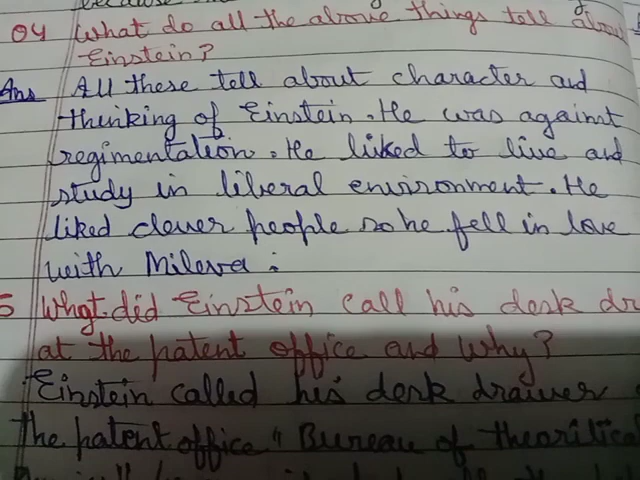 because
Q4 What do all the above things tell about
Einstein?
Ans All these tell about character and
thinking of Einstein. He was against
regimentation. He liked to live and
study in liberal environment. He
liked clever people so he fell in love
with Mileva.
5 What did Einstein call his desk dr
at the patent office and why?
Einstein called his desk drawer
the patent office "Bureau of theoritical